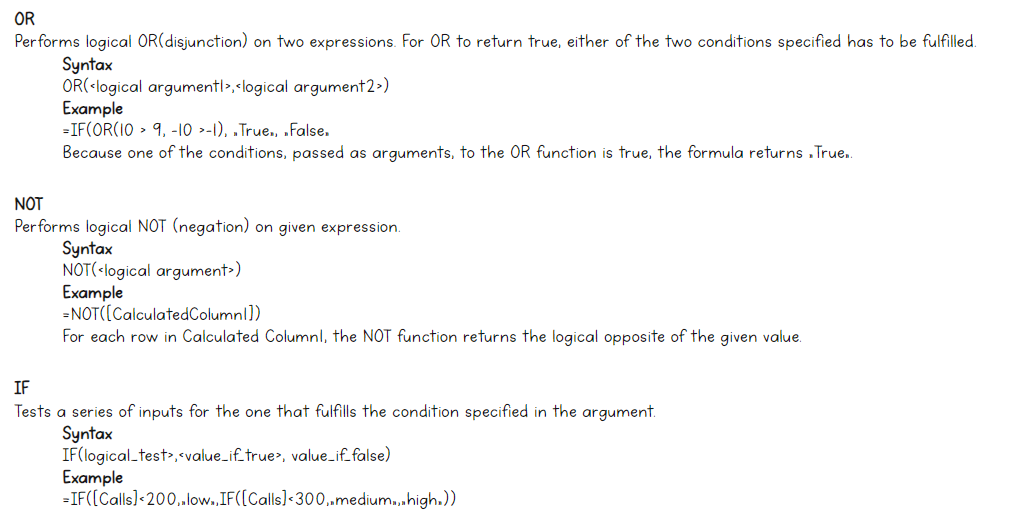 OR
Performs logical OR(disjunction) on two expressions. For OR to return true, either of the two conditions specified has to be fulfilled.
Syntax
OR(<logical argument1>,<logical argument2>)
Example
=IF(OR(10 > 9, -10 >-1), „True„, „False„
Because one of the conditions, passed as arguments, to the OR function is true, the formula returns „True„.
NOT
Performs logical NOT (negation) on given expression.
Syntax
NOT(<logical argument>)
Example
=NOT([CalculatedColumn1])
For each row in Calculated Column1, the NOT function returns the logical opposite of the given value.
IF
Tests a series of inputs for the one that fulfills the condition specified in the argument.
Syntax
IF(logical_test>,<value_if_true>, value_if_false)
Example
=IF([Calls]<200,„low„,IF([Calls]<300,„medium„,„high„))